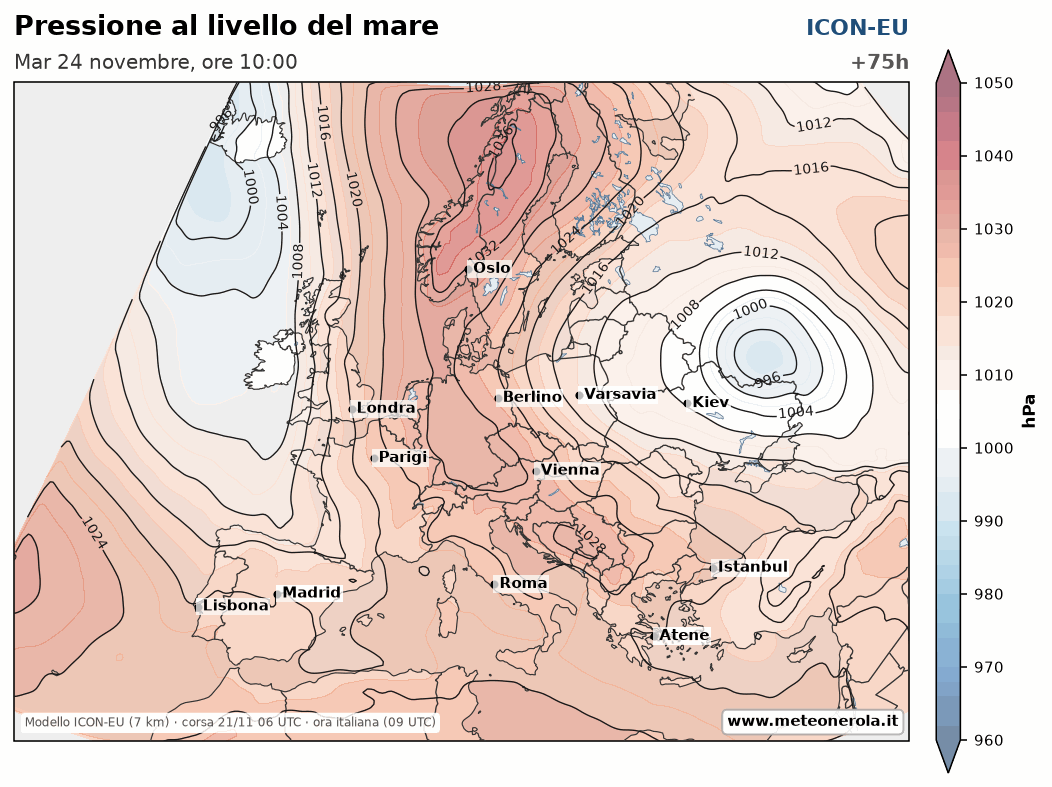 Pressione al livello del mare
ICON-EU
Mar 24 novembre, ore 10:00
+75h
1028
1050
996
1016
1012
1036
1040
1016
1000
1012
1020
1004
1020
1030
1032
1024
1012
1008
Oslo
1016
1020
1008
1000
1010
996
Berlino
Varsavia
Kiev
Londra
1004
hPa
Parigi
Vienna
1000
1024
1028
990
Istanbul
Roma
Madrid
Lisbona
980
Atene
970
Modello ICON-EU (7 km) · corsa 21/11 06 UTC · ora italiana (09 UTC)
www.meteonerola.it
960